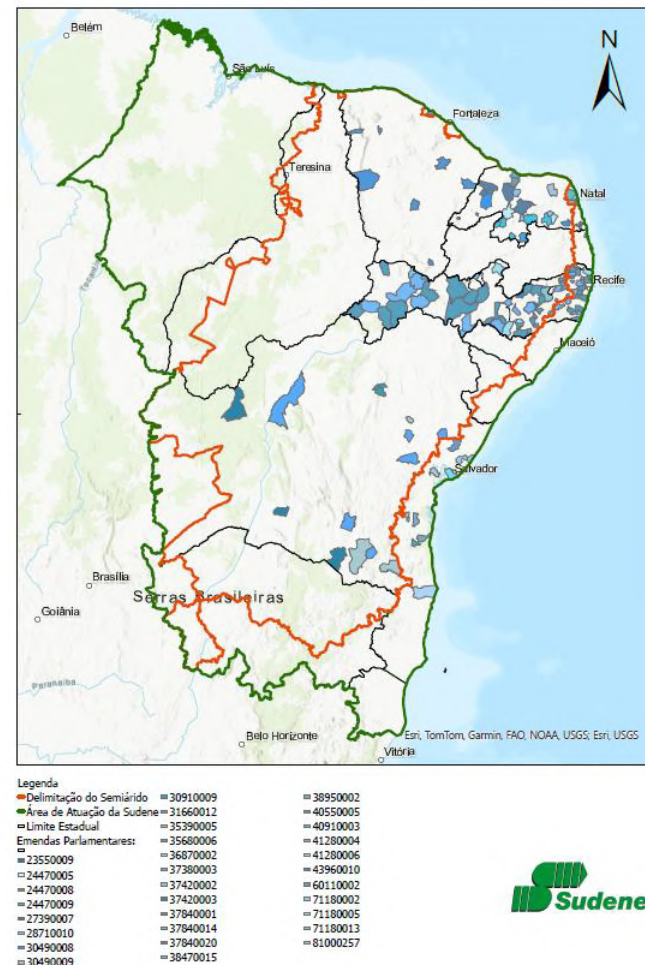 Belém
N
São Luís
Fortaleza
Teresina
Natal
Recife
Maceió
Salvador
Brasília
Serras Brasileiras
Goiânia
Paranaíba
Belo Horizonte
Esri, TomTom, Garmin, FAO, NOAA, USGS; Esri, USGS
Vitória
Legenda
Delimitação do Semiárido
Área de Atuação da Sudene
Limite Estadual
Emendas Parlamentares:
23550009
24470005
24470008
24470009
27390007
28710010
30490008
30490009
30910009
31660012
35390005
35680006
36870002
37380003
37420002
37420003
37840001
37840014
37840020
38470015
38950002
40550005
40910003
41280004
41280006
43960010
60110002
71180002
71180005
71180013
81000257
Sudene